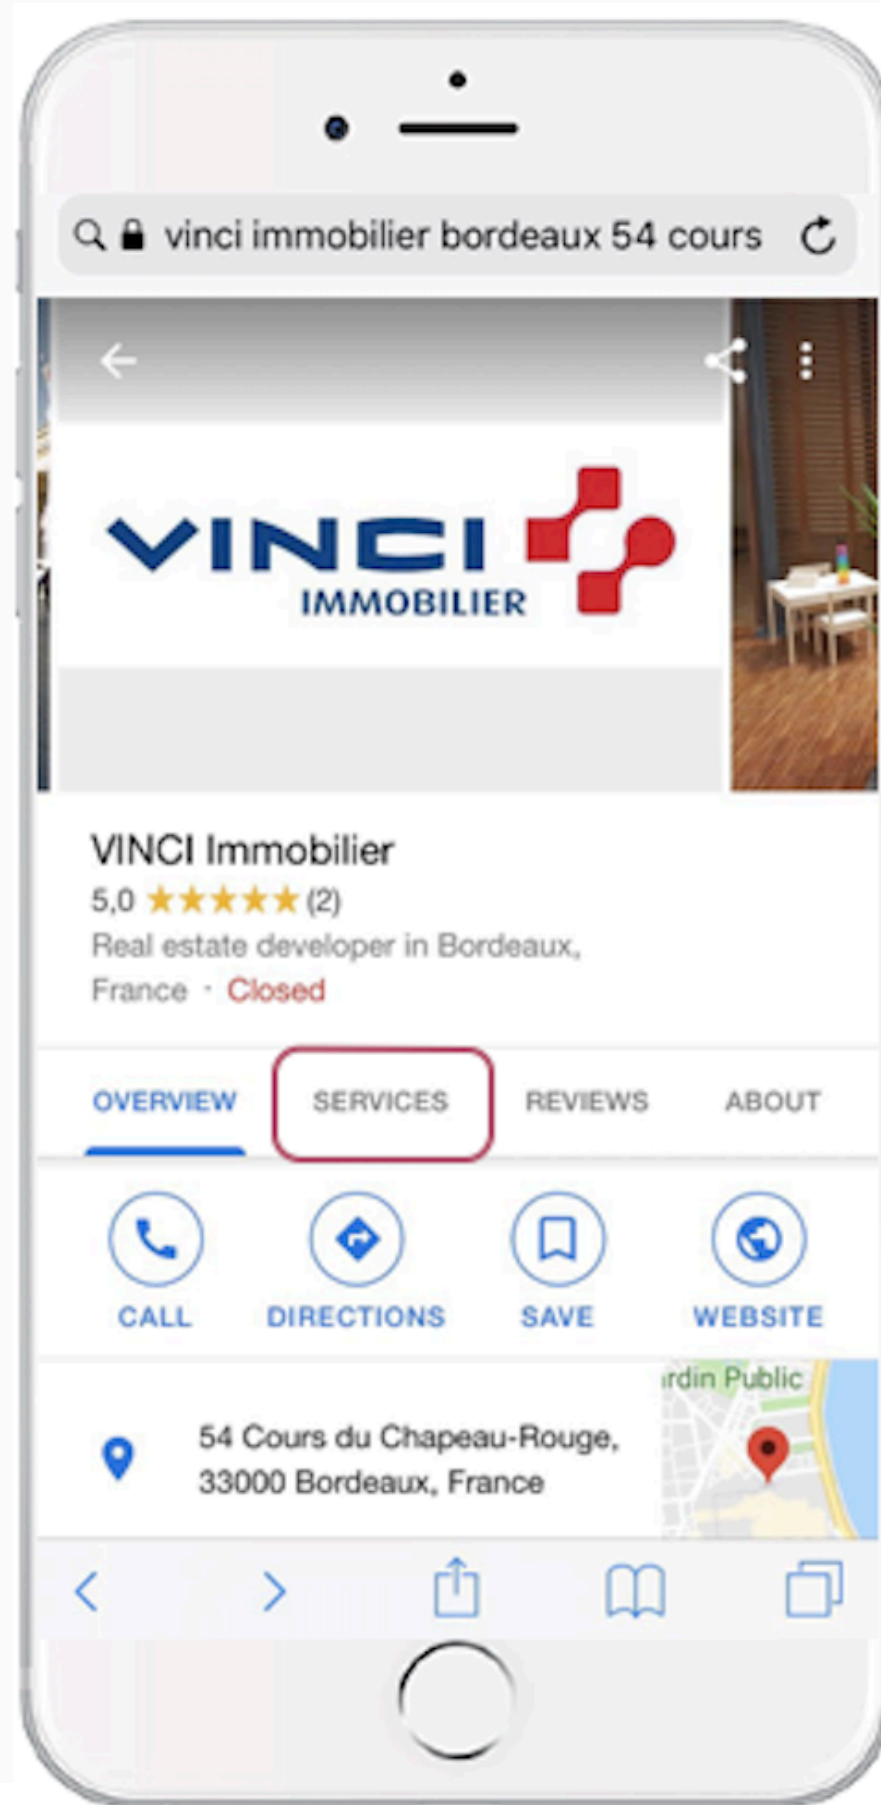 vinci immobilier bordeaux 54 cours
VINCI
IMMOBILIER
VINCI Immobilier
5,0 ★★★★★ (2)
Real estate developer in Bordeaux,
France · Closed
OVERVIEW SERVICES REVIEWS ABOUT
CALL DIRECTIONS SAVE WEBSITE
rdin Public
54 Cours du Chapeau-Rouge,
33000 Bordeaux, France